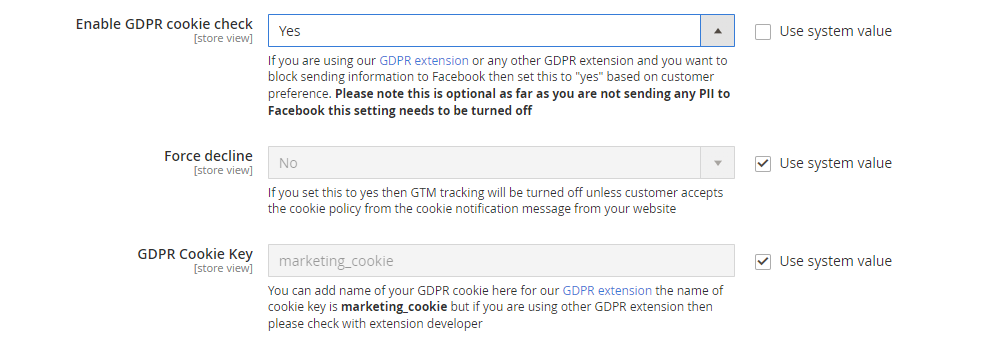 Enable GDPR cookie check
[store view]
Yes
Use system value
If you are using our GDPR extension or any other GDPR extension and you want to
block sending information to Facebook then set this to "yes" based on customer
preference. Please note this is optional as far as you are not sending any PII to
Facebook this setting needs to be turned off
Force decline
[store view]
No
Use system value
If you set this to yes then GTM tracking will be turned off unless customer accepts
the cookie policy from the cookie notification message from your website
GDPR Cookie Key
[store view]
marketing_cookie
Use system value
You can add name of your GDPR cookie here for our GDPR extension the name of
cookie key is marketing_cookie but if you are using other GDPR extension then
please check with extension developer